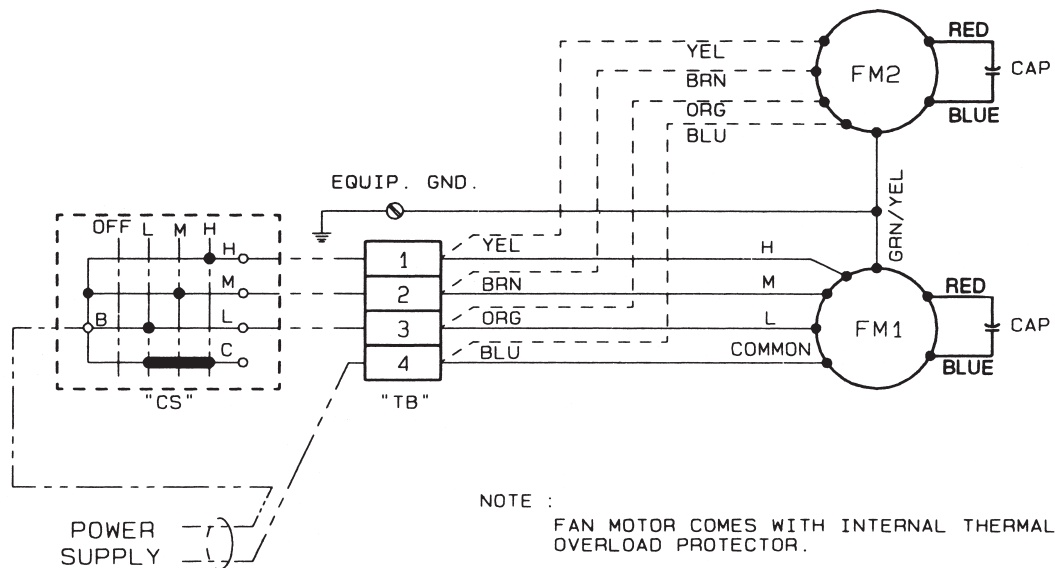 RED
YEL
FM2
CAP
BRN
ORG
BLUE
BLU
EQUIP. GND.
GRN/YEL
OFF L M H
H
1
YEL
H
M
2
BRN
M
RED
B
L
3
ORG
L
FM1
CAP
C
4
BLU
COMMON
BLUE
"CS"
"TB"
NOTE :
FAN MOTOR COMES WITH INTERNAL THERMAL
OVERLOAD PROTECTOR.
POWER
SUPPLY